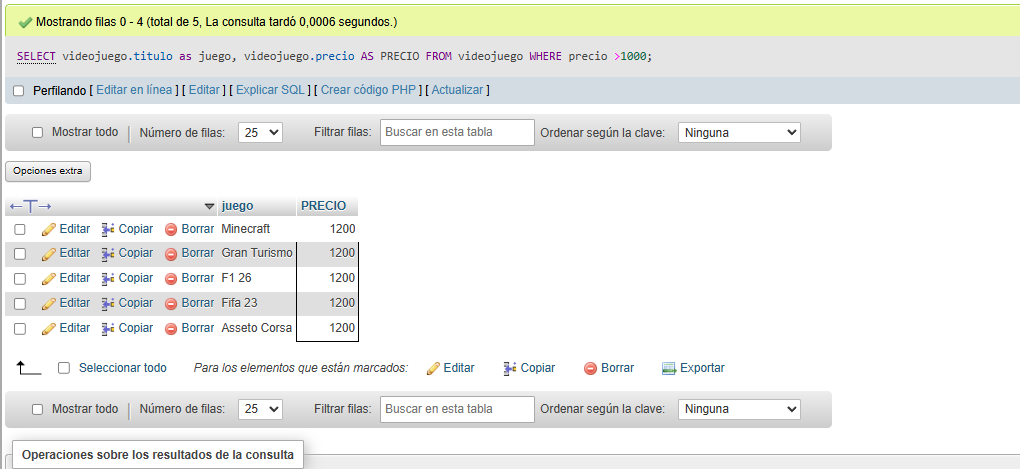 Mostrando filas 0 - 4 (total de 5, La consulta tardó 0,0006 segundos.)
SELECT videojuego.titulo as juego, videojuego.precio AS PRECIO FROM videojuego WHERE precio >1000;
Perfilando [ Editar en línea ] [ Editar ] [ Explicar SQL ] [ Crear código PHP ] [ Actualizar ]
Mostrar todo | Número de filas: 25 Filtrar filas: Buscar en esta tabla Ordenar según la clave: Ninguna
Opciones extra
←T→ juego PRECIO
Editar Copiar Borrar Minecraft 1200
Editar Copiar Borrar Gran Turismo 1200
Editar Copiar Borrar F1 26 1200
Editar Copiar Borrar Fifa 23 1200
Editar Copiar Borrar Asseto Corsa 1200
Seleccionar todo Para los elementos que están marcados: Editar Copiar Borrar Exportar
Mostrar todo | Número de filas: 25 Filtrar filas: Buscar en esta tabla Ordenar según la clave: Ninguna
Operaciones sobre los resultados de la consulta